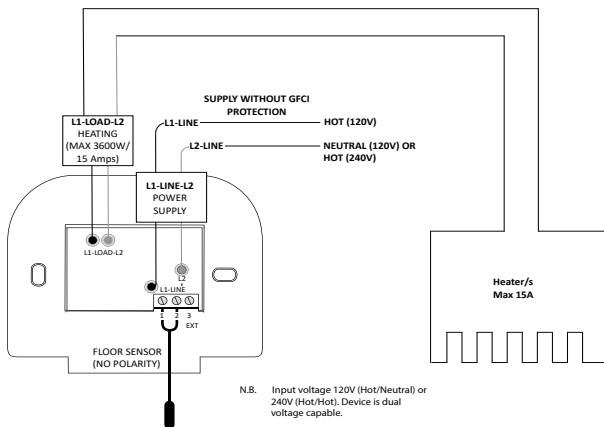 L1-LOAD-L2
HEATING
(MAX 3600W/
15 Amps)
SUPPLY WITHOUT GFCI
PROTECTION
L1-LINE
HOT (120V)
L2-LINE
NEUTRAL (120V) OR
HOT (240V)
L1-LINE-L2
POWER
SUPPLY
L1-LOAD-L2
L2
L1-LINE
1 2 3
EXT
FLOOR SENSOR
(NO POLARITY)
Heater/s
Max 15A
N.B. Input voltage 120V (Hot/Neutral) or
240V (Hot/Hot). Device is dual
voltage capable.